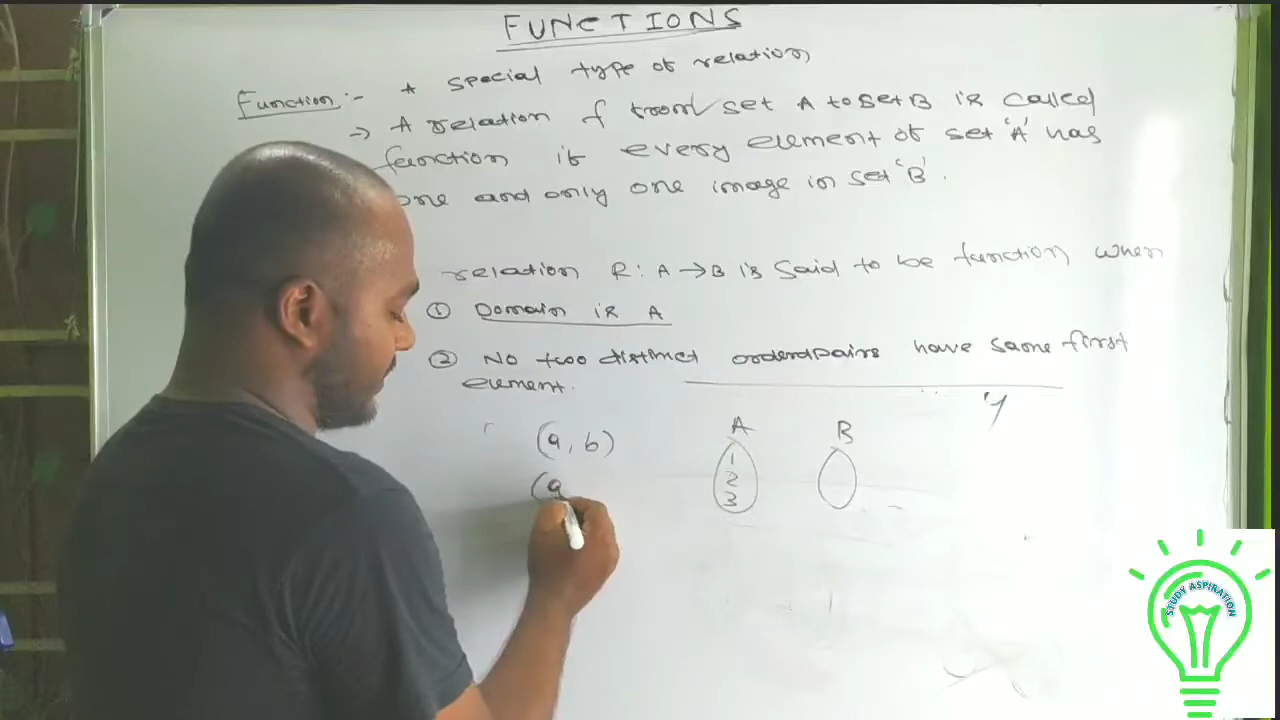 FUNCTIONS
Function :- * special type of relation
→ A relation f from set A to set B is called
function if every element of set 'A' has
one and only one image in set 'B'.
relation R: A → B is said to be function when
① Domain is A
② No two distinct orderdpairs have same first
element.
(a, b)
(a
A B
1
2
3
STUDY ASPIRATION